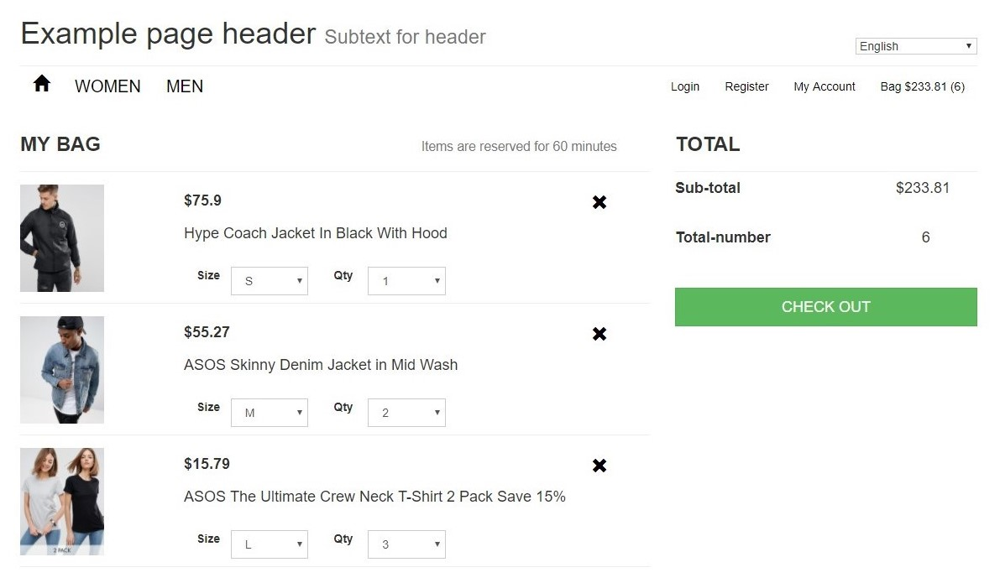 Example page header Subtext for header
English
WOMEN MEN
Login Register My Account Bag $233.81 (6)
MY BAG Items are reserved for 60 minutes
$75.9
Hype Coach Jacket In Black With Hood
Size S Qty 1
$55.27
ASOS Skinny Denim Jacket in Mid Wash
Size M Qty 2
$15.79
ASOS The Ultimate Crew Neck T-Shirt 2 Pack Save 15%
Size L Qty 3
2 PACK
TOTAL
Sub-total $233.81
Total-number 6
CHECK OUT